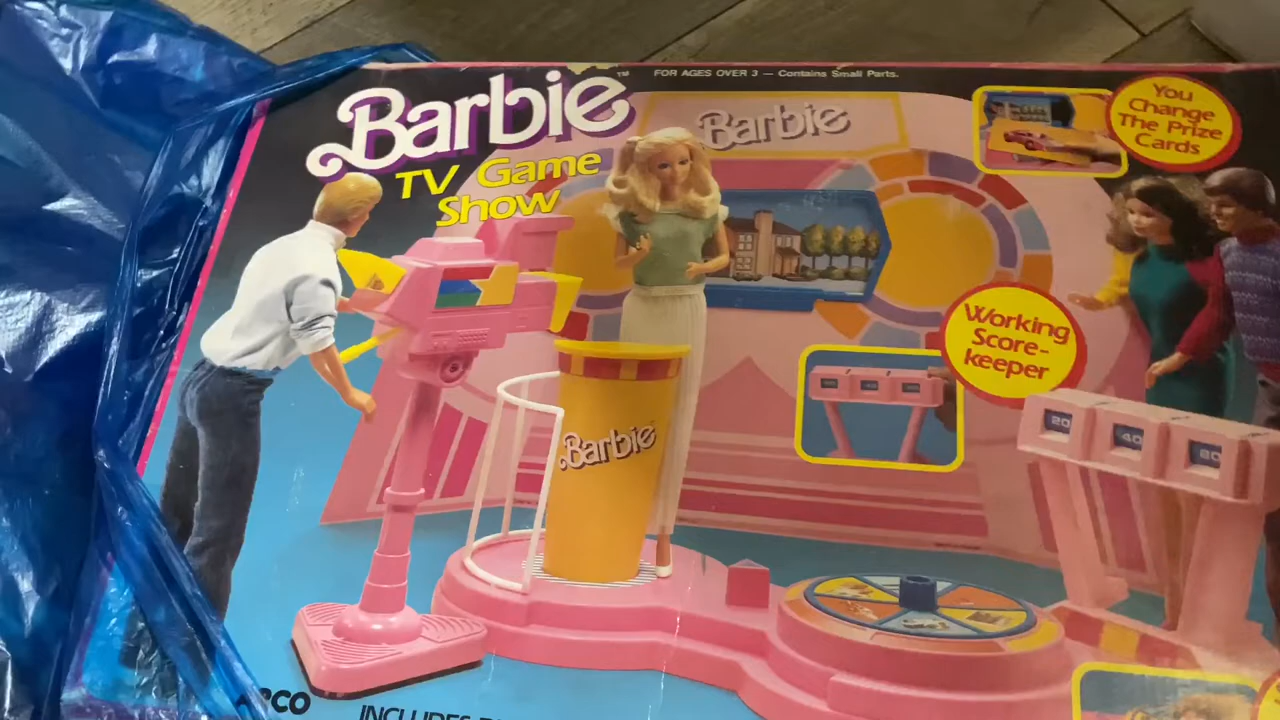 Barbie™
TV Game
Show
FOR AGES OVER 3 — Contains Small Parts.
Barbie
You
Change
The Prize
Cards
Working
Score-
keeper
20
40
80
Barbie
INCLUDES